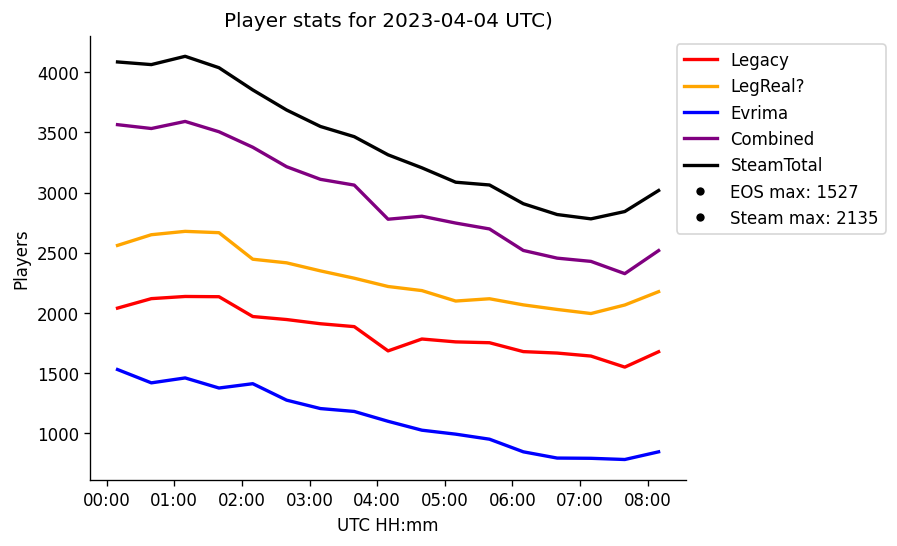 Player stats for 2023-04-04 UTC)
Legacy
LegReal?
Evrima
Combined
SteamTotal
EOS max: 1527
Steam max: 2135
Players
4000
3500
3000
2500
2000
1500
1000
00:00 01:00 02:00 03:00 04:00 05:00 06:00 07:00 08:00
UTC HH:mm